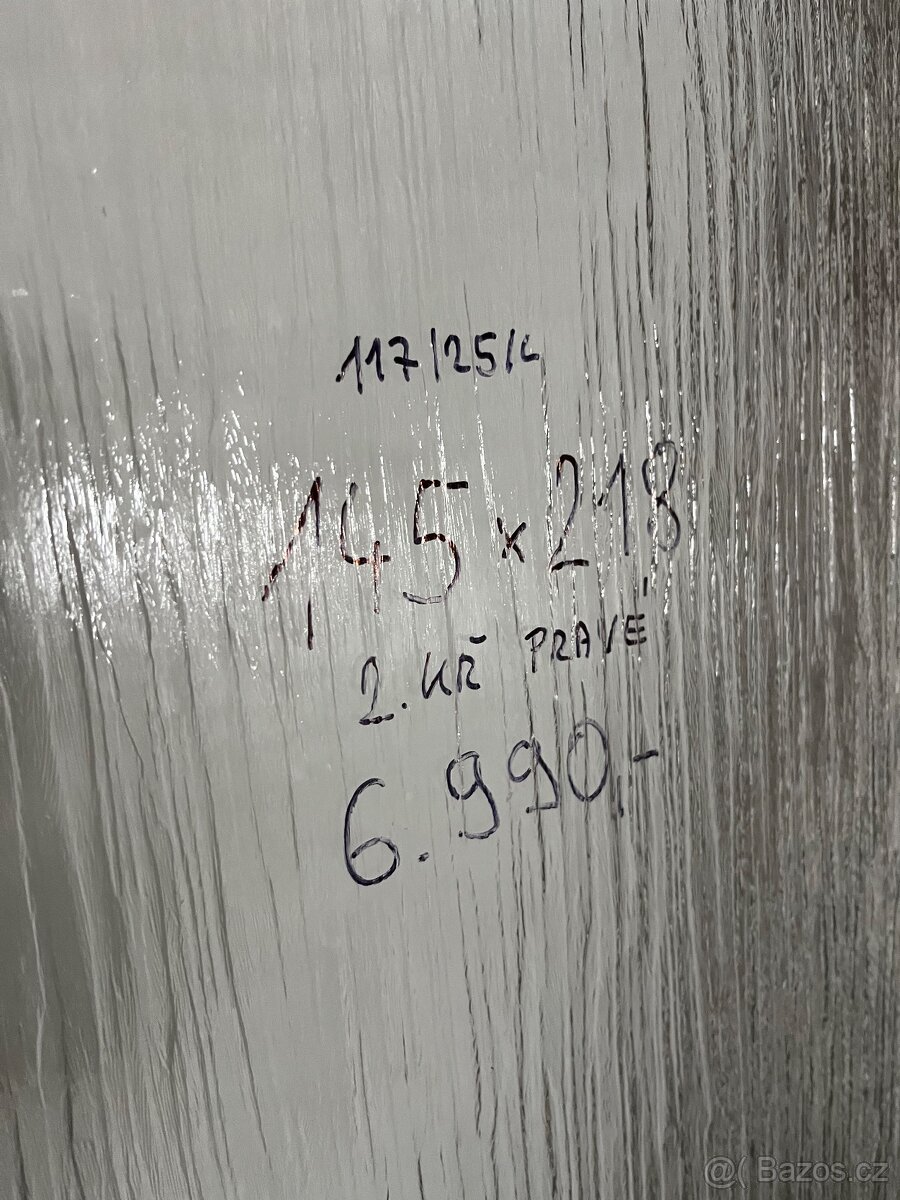 117/25/L
145 x 218
2. KŘ PRAVÉ
6.990,-
@( Bazos.cz